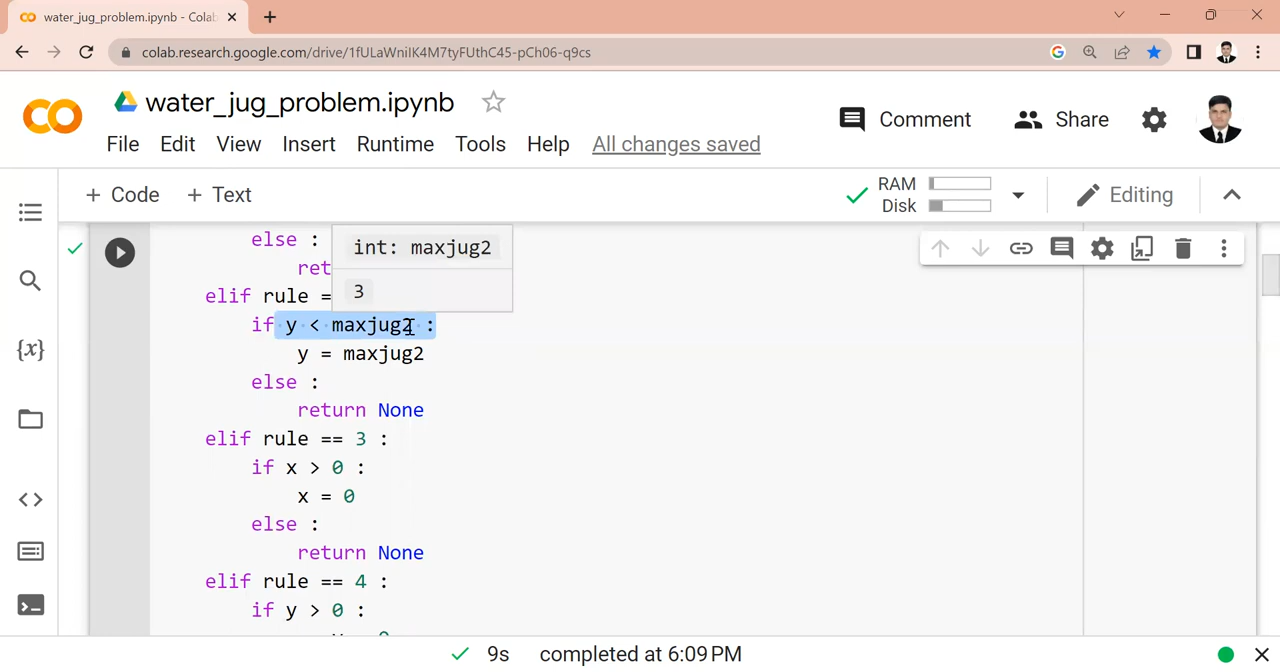 water_jug_problem.ipynb - Colab
colab.research.google.com/drive/1fULaWnilK4M7tyFUthC45-pCh06-q9cs
water_jug_problem.ipynb
File Edit View Insert Runtime Tools Help All changes saved
Comment Share
+ Code + Text
RAM
Disk
Editing
else :
int: maxjug2
ret
3
elif rule =
if y < maxjug2 :
y = maxjug2
else :
return None
elif rule == 3 :
if x > 0 :
x = 0
else :
return None
elif rule == 4 :
if y > 0 :
9s completed at 6:09 PM